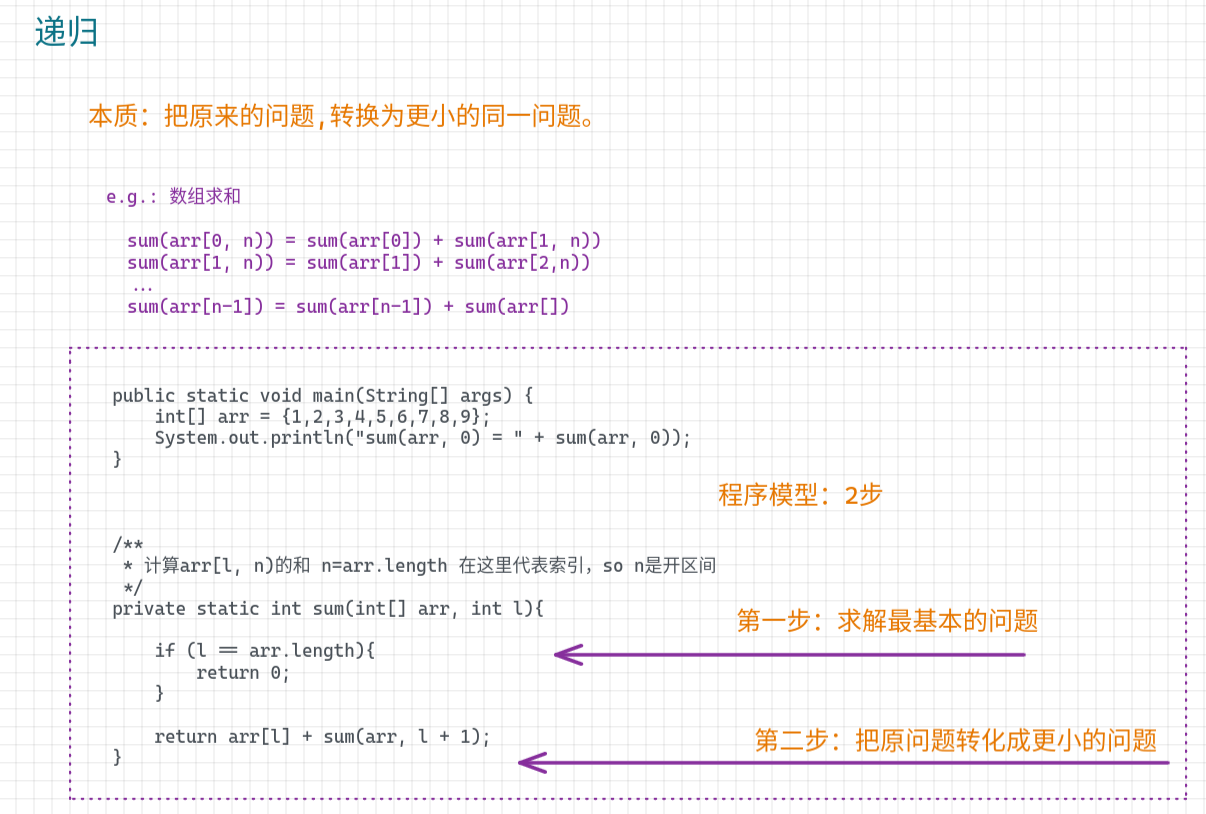 递归
本质：把原来的问题,转换为更小的同一问题。
e.g.: 数组求和
sum(arr[0, n)) = sum(arr[0]) + sum(arr[1, n))
sum(arr[1, n)) = sum(arr[1]) + sum(arr[2,n))
...
sum(arr[n-1]) = sum(arr[n-1]) + sum(arr[])
public static void main(String[] args) {
    int[] arr = {1,2,3,4,5,6,7,8,9};
    System.out.println("sum(arr, 0) = " + sum(arr, 0));
}
程序模型：2步
/**
 * 计算arr[l, n)的和 n=arr.length 在这里代表索引，so n是开区间
 */
private static int sum(int[] arr, int l){
第一步：求解最基本的问题
    if (l == arr.length){
        return 0;
    }
    return arr[l] + sum(arr, l + 1);
第二步：把原问题转化成更小的问题
}